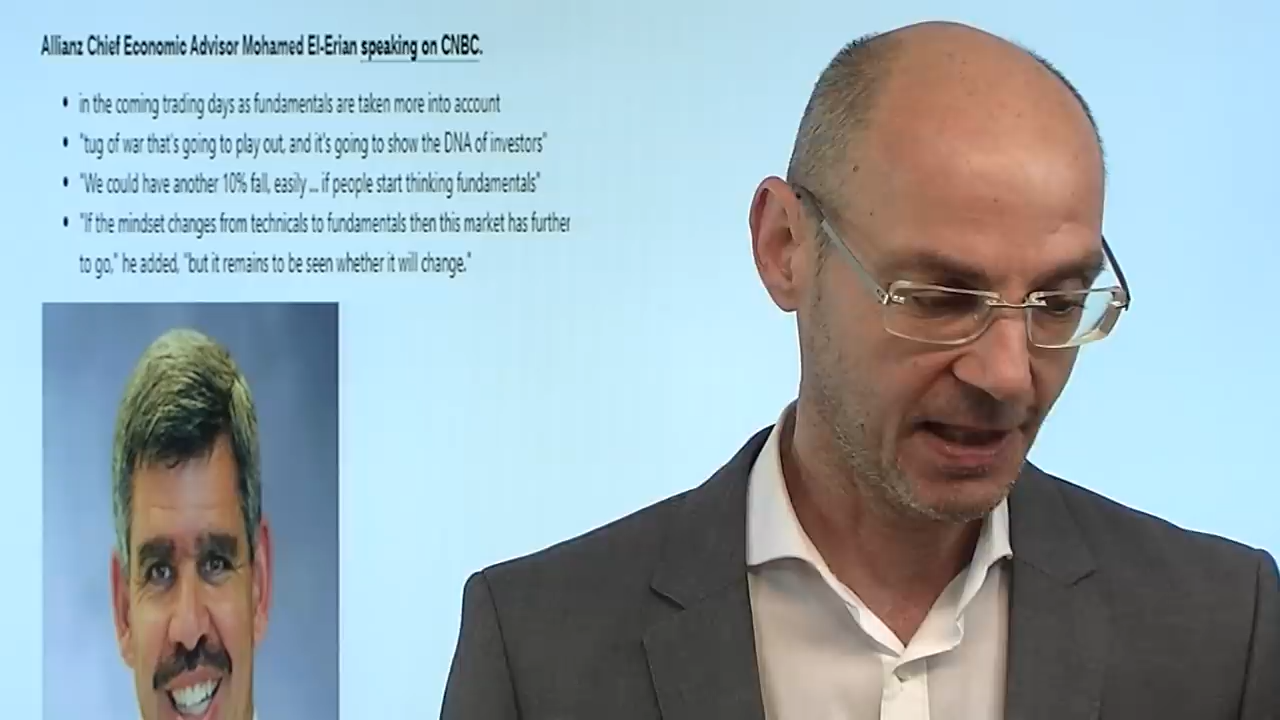 Allianz Chief Economic Advisor Mohamed El-Erian speaking on CNBC.
• in the coming trading days as fundamentals are taken more into account
• "tug of war that's going to play out, and it's going to show the DNA of investors"
• "We could have another 10% fall, easily ... if people start thinking fundamentals"
• "If the mindset changes from technicals to fundamentals then this market has further
to go," he added, "but it remains to be seen whether it will change."